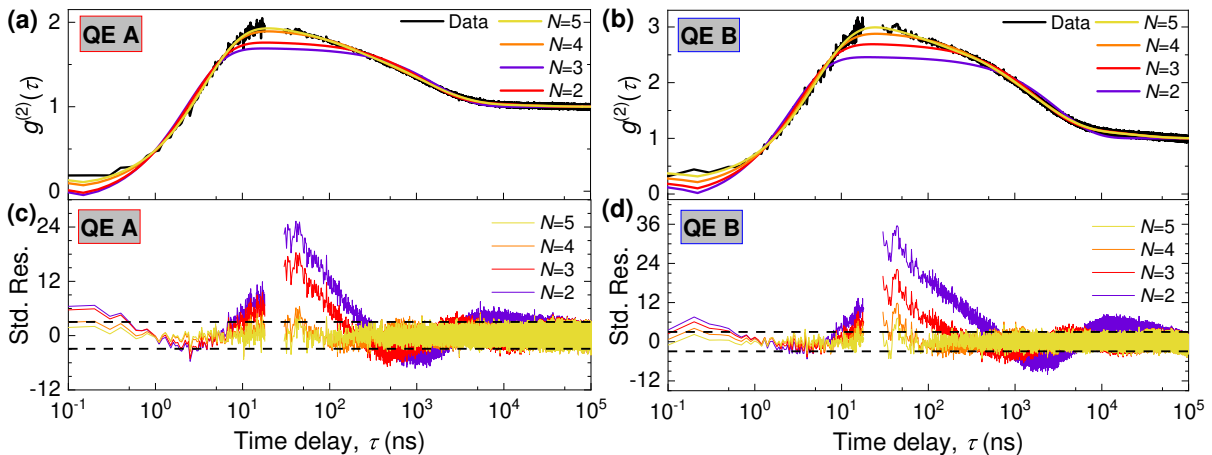 (a)
QE A
Data
N=5
N=4
N=3
N=2
g(2)(τ)
2
1
0
(b)
QE B
Data
N=5
N=4
N=3
N=2
g(2)(τ)
3
2
1
0
(c)
QE A
N=5
N=4
N=3
N=2
Std. Res.
24
12
0
-12
10-1 100 101 102 103 104 105
Time delay, τ (ns)
(d)
QE B
N=5
N=4
N=3
N=2
Std. Res.
36
24
12
0
-12
10-1 100 101 102 103 104 105
Time delay, τ (ns)